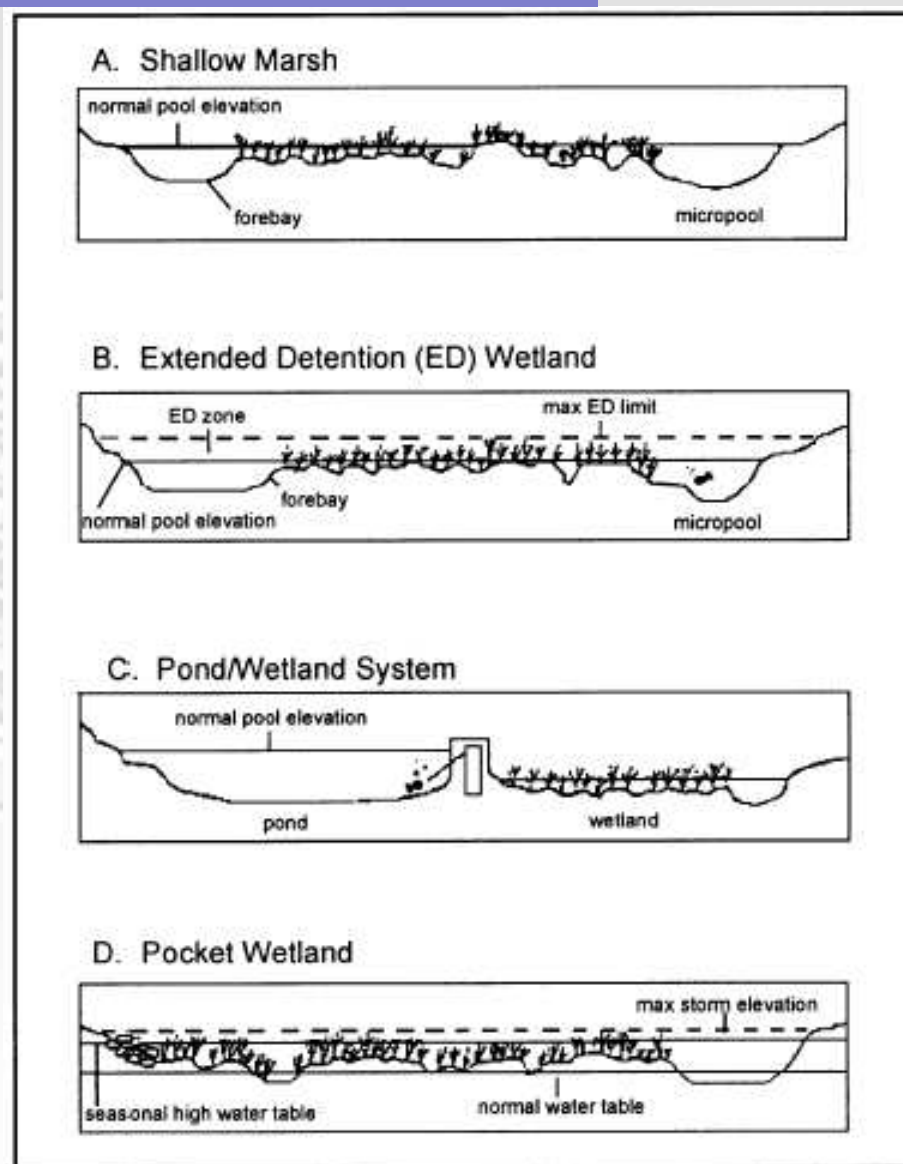 A. Shallow Marsh
normal pool elevation
forebay
micropool
B. Extended Detention (ED) Wetland
ED zone
max ED limit
normal pool elevation
forebay
micropool
C. Pond/Wetland System
normal pool elevation
pond
wetland
D. Pocket Wetland
max storm elevation
seasonal high water table
normal water table